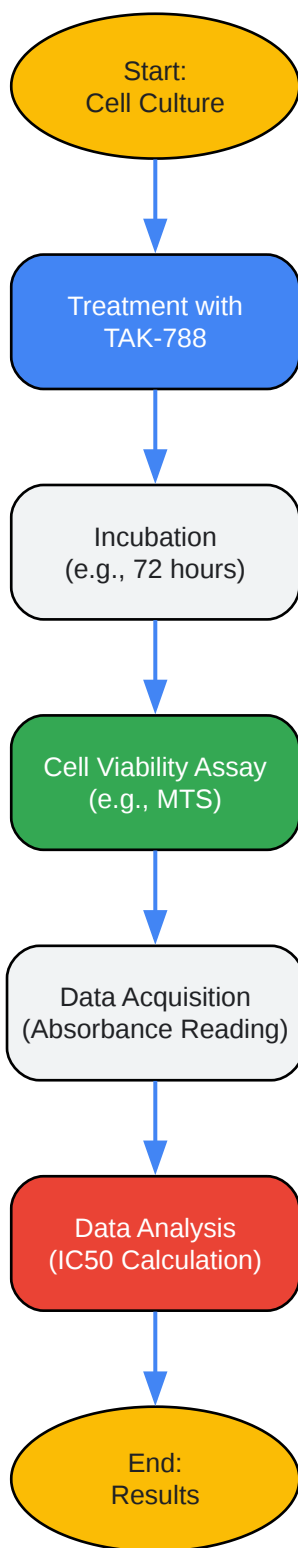 Start:
Cell Culture
Treatment with
TAK-788
Incubation
(e.g., 72 hours)
Cell Viability Assay
(e.g., MTS)
Data Acquisition
(Absorbance Reading)
Data Analysis
(IC50 Calculation)
End:
Results